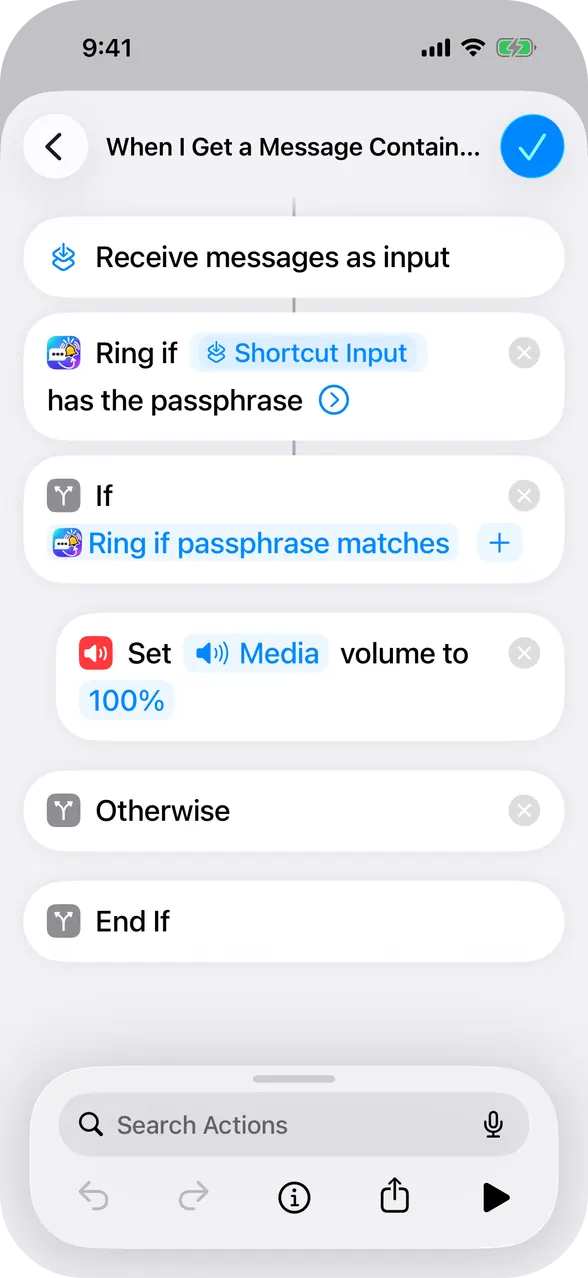 9:41
When I Get a Message Contain...
Receive messages as input
Ring if Shortcut Input
has the passphrase
If
Ring if passphrase matches
Set Media volume to
100%
Otherwise
End If
Search Actions